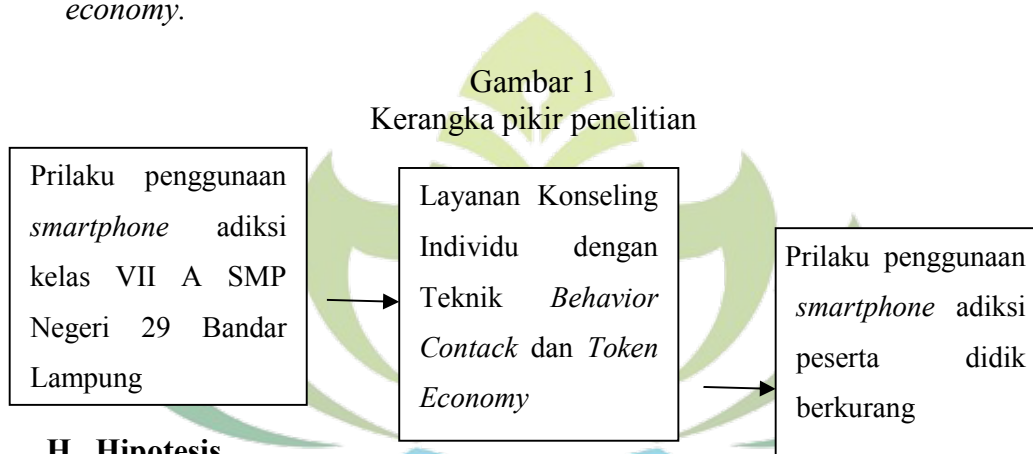 economy.
Gambar 1
Kerangka pikir penelitian
Prilaku penggunaan
smartphone adiksi
kelas VII A SMP
Negeri 29 Bandar
Lampung
Layanan Konseling
Individu dengan
Teknik Behavior
Contack dan Token
Economy
Prilaku penggunaan
smartphone adiksi
peserta didik
berkurang
H. Hipotesis